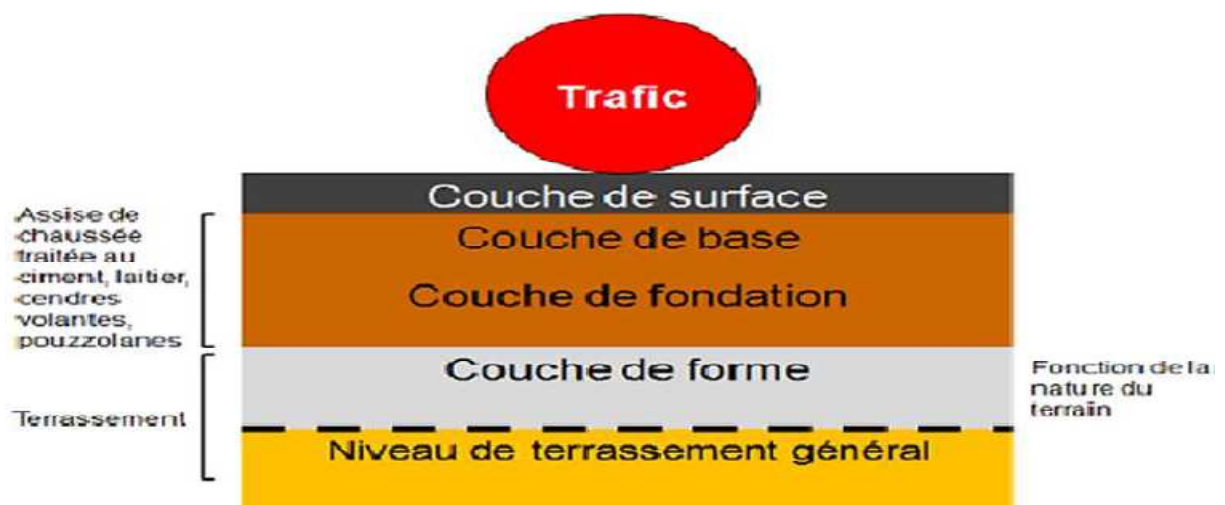 Trafic
Couche de surface
Assise de
chaussée
traitée au
ciment, laitier,
cendres
volantes,
pouzzolanes
Couche de base
Couche de fondation
Couche de forme
Fonction de la
nature du
terrain
Terrassement
Niveau de terrassement général